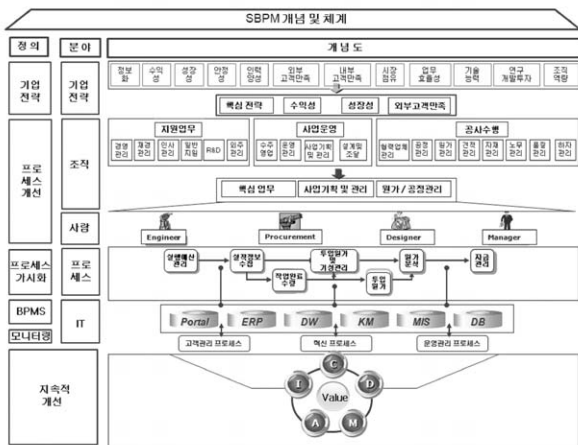 SBPM 개념 및 체계
정 의
분 야
개 념 도
기업
전략
기업
전략
정보
화
수익
성
성장
성
안정
성
인력
양성
외부
고객만족
내부
고객만족
시장
점유
업무
효율성
기술
능력
연구
개발투자
조직
역량
핵심 전략
수익성
성장성
외부고객만족
프로
세스
개선
조직
지원업무
사업운영
공사수행
경영
관리
재경
관리
인사
관리
일반
지원
R&D
외주
관리
수주
영업
운영
관리
사업기획
및 관리
설계및
조달
협력업체
관리
공정
관리
원가
관리
견적
관리
자재
관리
노무
관리
품질
관리
하자
관리
핵심 업무
사업기획 및 관리
원가 / 공정관리
사람
Engineer
Procurement
Designer
Manager
프로세스
가시화
프로
세스
실행예산
관리
실적정보
수집
투입원가
및
기성관리
원가
분석
자금
관리
작업완료
수량
투입
원가
BPMS
모니터링
IT
Portal
ERP
DW
KM
MIS
DB
고객관리 프로세스
혁신 프로세스
운영관리 프로세스
지속적
개선
C
I
D
Value
A
M